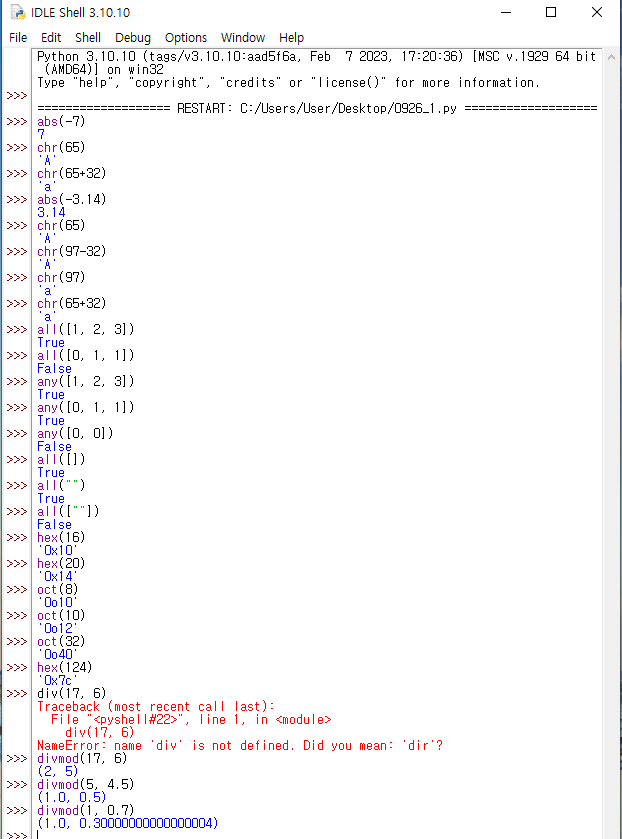 IDLE Shell 3.10.10
File Edit Shell Debug Options Window Help
Python 3.10.10 (tags/v3.10.10:aad5f6a, Feb  7 2023, 17:20:36) [MSC v.1929 64 bit
 (AMD64)] on win32
Type "help", "copyright", "credits" or "license()" for more information.
>>>
=================== RESTART: C:/Users/User/Desktop/0926_1.py ===================
>>> abs(-7)
7
>>> chr(65)
'A'
>>> chr(65+32)
'a'
>>> abs(-3.14)
3.14
>>> chr(65)
'A'
>>> chr(97-32)
'A'
>>> chr(97)
'a'
>>> chr(65+32)
'a'
>>> all([1, 2, 3])
True
>>> all([0, 1, 1])
False
>>> any([1, 2, 3])
True
>>> any([0, 1, 1])
True
>>> any([0, 0])
False
>>> all([])
True
>>> all("")
True
>>> all([""])
False
>>> hex(16)
'0x10'
>>> hex(20)
'0x14'
>>> oct(8)
'0o10'
>>> oct(10)
'0o12'
>>> oct(32)
'0o40'
>>> hex(124)
'0x7c'
>>> div(17, 6)
Traceback (most recent call last):
  File "<pyshell#22>", line 1, in <module>
    div(17, 6)
NameError: name 'div' is not defined. Did you mean: 'dir'?
>>> divmod(17, 6)
(2, 5)
>>> divmod(5, 4.5)
(1.0, 0.5)
>>> divmod(1, 0.7)
(1.0, 0.30000000000000004)
>>>